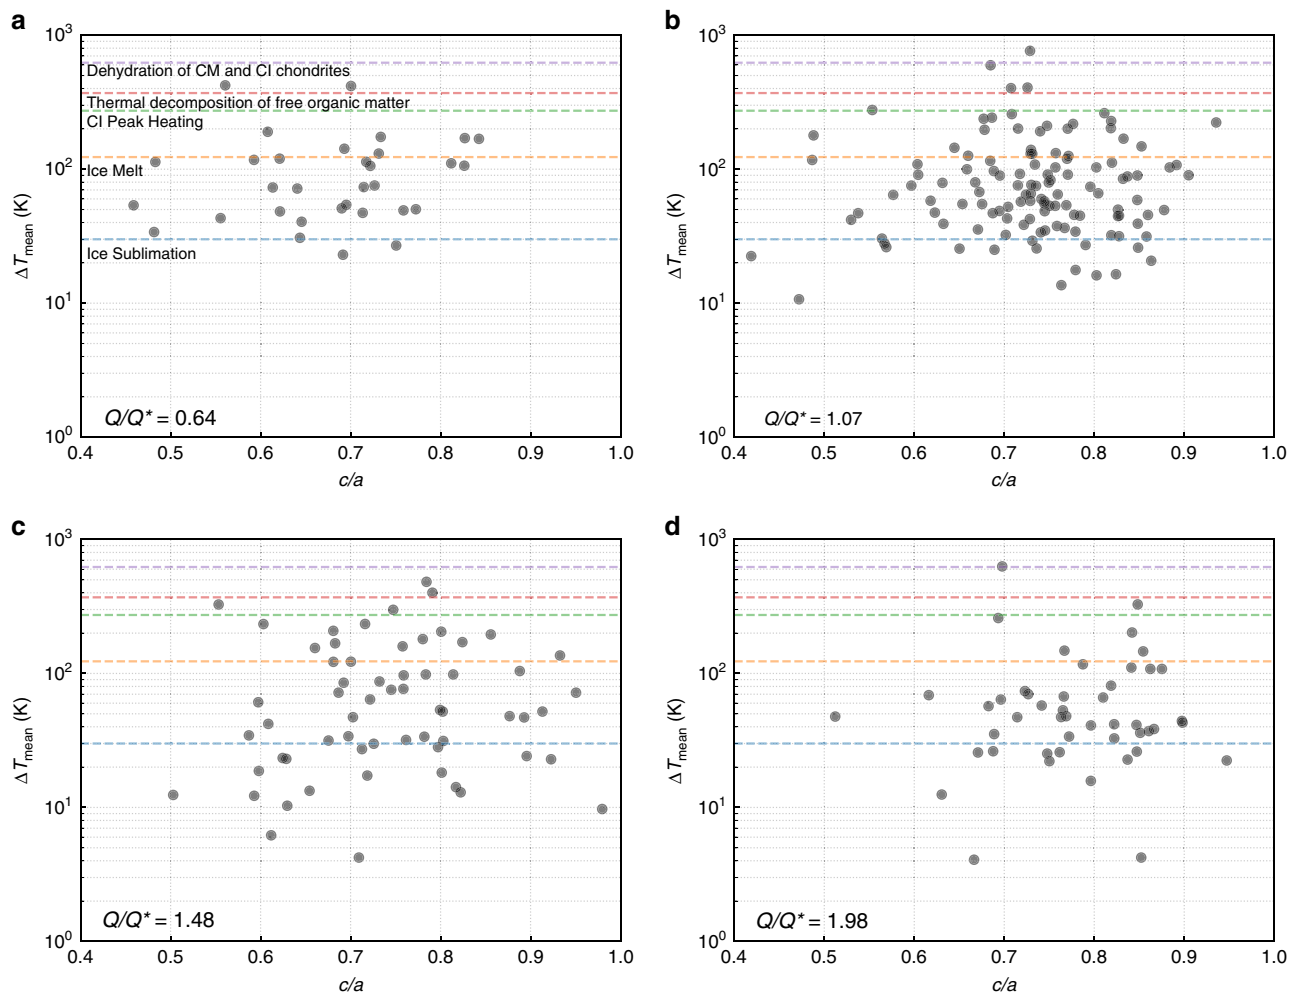 a
10³
10²
10¹
10⁰
Δ T_mean (K)
Dehydration of CM and CI chondrites
Thermal decomposition of free organic matter
CI Peak Heating
Ice Melt
Ice Sublimation
Q/Q* = 0.64
0.4 0.5 0.6 0.7 0.8 0.9 1.0
c/a
b
10³
10²
10¹
10⁰
Δ T_mean (K)
Q/Q* = 1.07
0.4 0.5 0.6 0.7 0.8 0.9 1.0
c/a
c
10³
10²
10¹
10⁰
Δ T_mean (K)
Q/Q* = 1.48
0.4 0.5 0.6 0.7 0.8 0.9 1.0
c/a
d
10³
10²
10¹
10⁰
Δ T_mean (K)
Q/Q* = 1.98
0.4 0.5 0.6 0.7 0.8 0.9 1.0
c/a